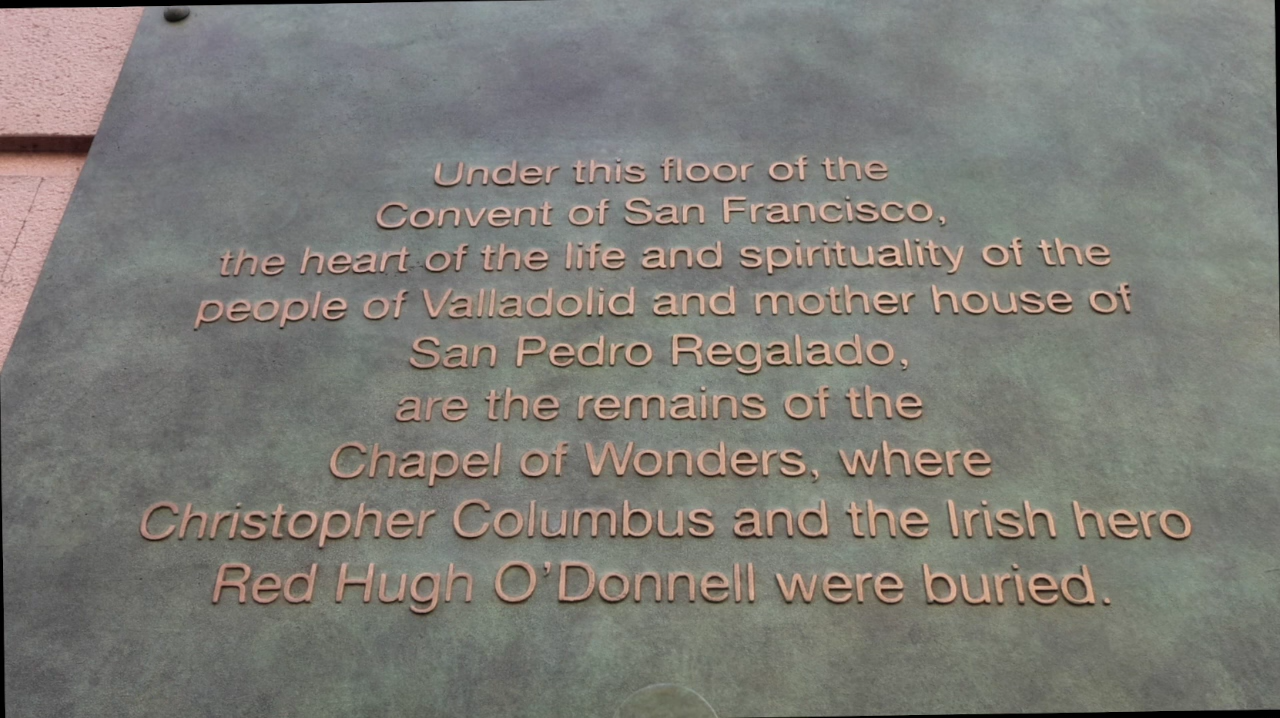 Under this floor of the
Convent of San Francisco,
the heart of the life and spirituality of the
people of Valladolid and mother house of
San Pedro Regalado,
are the remains of the
Chapel of Wonders, where
Christopher Columbus and the Irish hero
Red Hugh O'Donnell were buried.